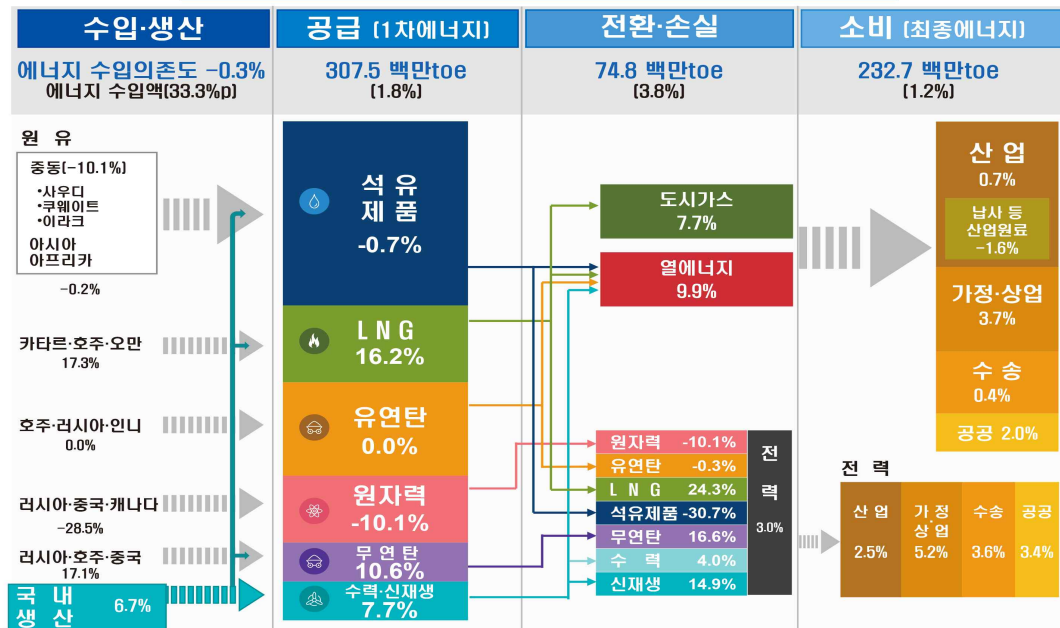 수입·생산
공급 (1차에너지)
전환·손실
소비 (최종에너지)
에너지 수입의존도 -0.3%
에너지 수입액(33.3%p)
307.5 백만toe
(1.8%)
74.8 백만toe
(3.8%)
232.7 백만toe
(1.2%)
원 유
중동(-10.1%)
•사우디
•쿠웨이트
•이라크
아시아
아프리카
-0.2%
카타르·호주·오만
17.3%
호주·러시아·인니
0.0%
러시아·중국·캐나다
-28.5%
러시아·호주·중국
17.1%
국 내
생 산
6.7%
석 유
제 품
-0.7%
L N G
16.2%
유연탄
0.0%
원자력
-10.1%
무 연 탄
10.6%
수력·신재생
7.7%
도시가스
7.7%
열에너지
9.9%
원자력 -10.1%
유연탄 -0.3%
L N G 24.3%
석유제품 -30.7%
무연탄 16.6%
수 력 4.0%
신재생 14.9%
전
력
3.0%
산 업
0.7%
납사 등
산업원료
-1.6%
가정·상업
3.7%
수 송
0.4%
공공 2.0%
전 력
산 업
2.5%
가 정
·
상 업
5.2%
수송
3.6%
공공
3.4%